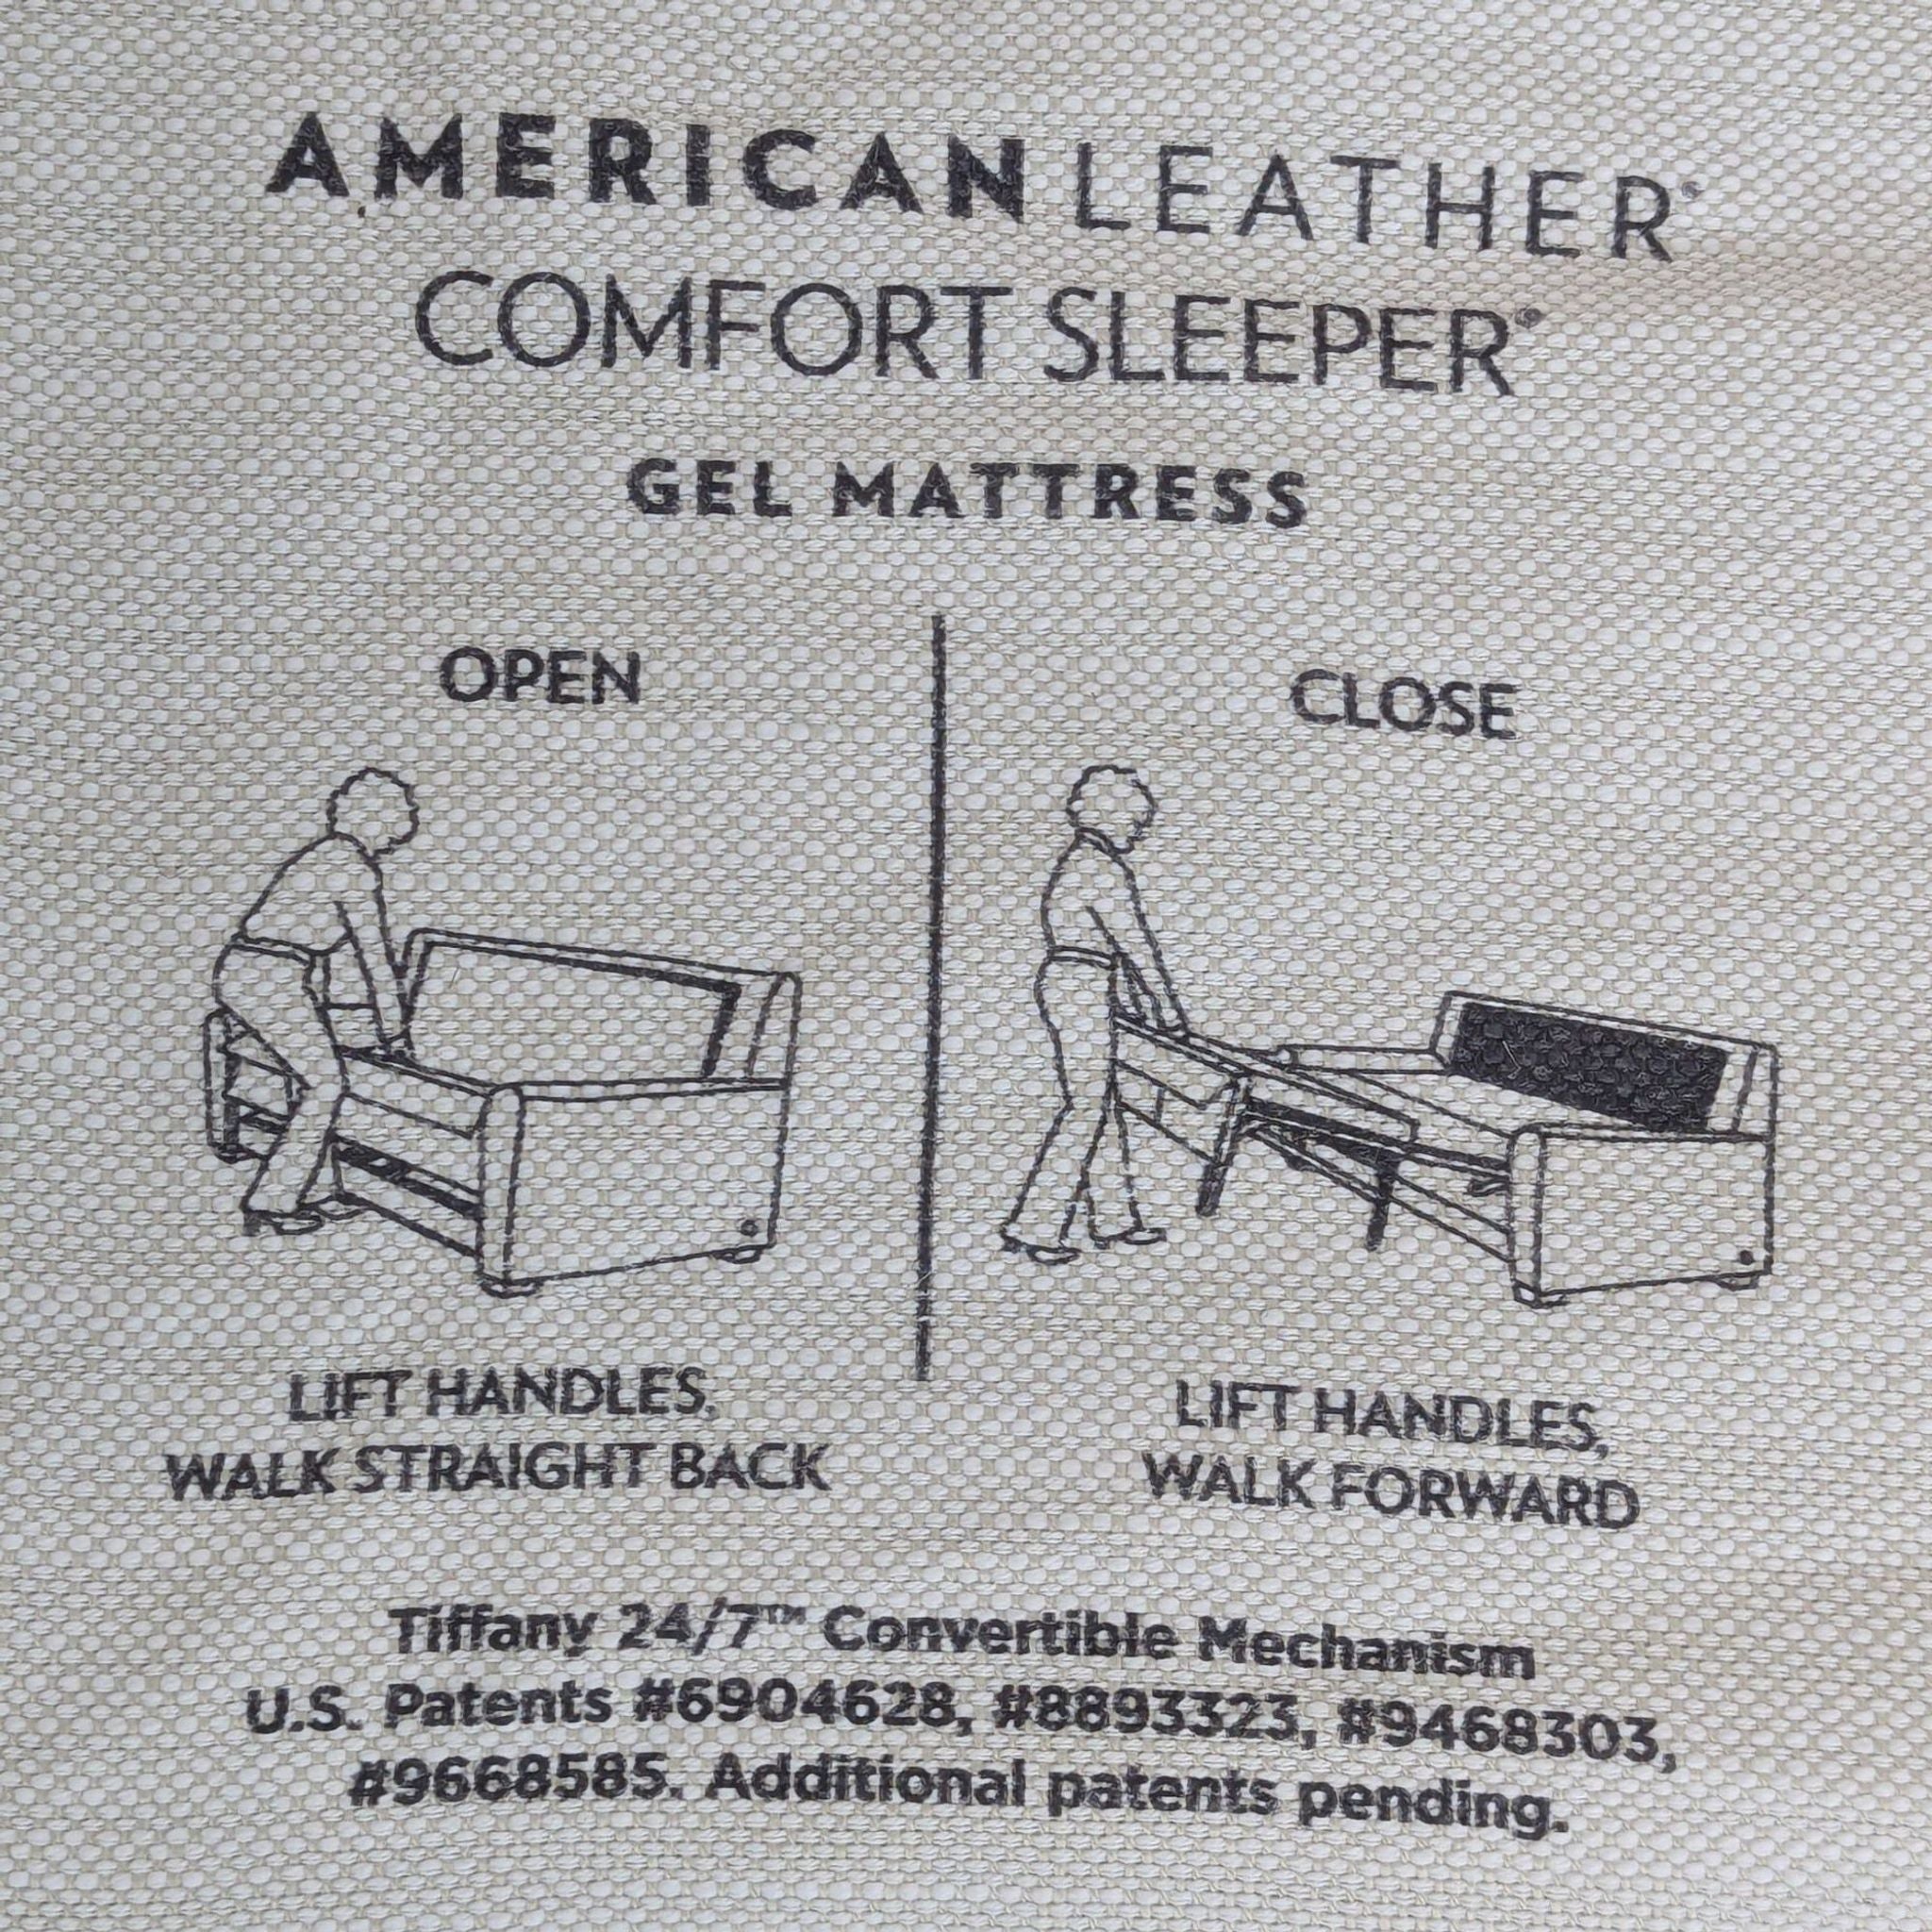 AMERICAN LEATHER®
COMFORT SLEEPER®
GEL MATTRESS
OPEN
CLOSE
LIFT HANDLES,
WALK STRAIGHT BACK
LIFT HANDLES,
WALK FORWARD
Tiffany 24/7™ Convertible Mechanism
U.S. Patents #6904628, #8893323, #9468303,
#9668585. Additional patents pending.